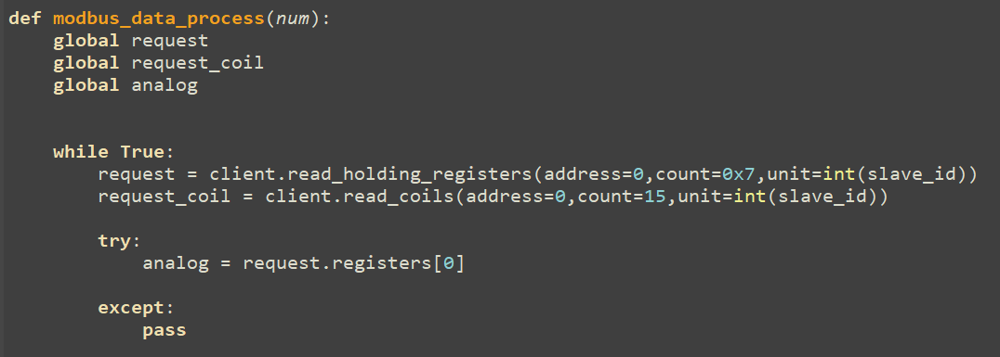 def modbus_data_process(num):
    global request
    global request_coil
    global analog
    while True:
        request = client.read_holding_registers(address=0,count=0x7,unit=int(slave_id))
        request_coil = client.read_coils(address=0,count=15,unit=int(slave_id))
        try:
            analog = request.registers[0]
        except:
            pass